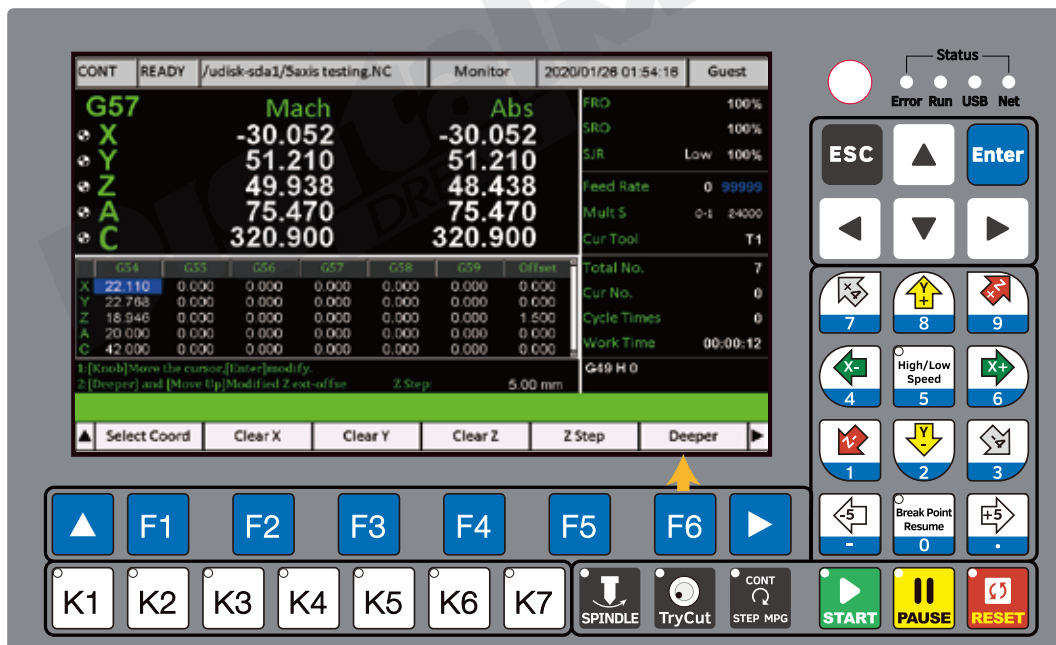 CONT READY /udisk-sda1/5axis testing.NC Monitor 2020/01/26 01:54:16 Guest
Status
Error Run USB Net
G57 Mach Abs
X -30.052 -30.052
Y 51.210 51.210
Z 49.938 48.438
A 75.470 75.470
C 320.900 320.900
FRO 100%
SRO 100%
SJR Low 100%
Feed Rate 0 99999
Mult S 0-1 24000
Cur Tool T1
Total No. 7
Cur No. 0
Cycle Times 0
Work Time 00:00:12
G49 H 0
G54 G55 G56 G57 G58 G59 Offset
X 22.110 0.000 0.000 0.000 0.000 0.000 0.000
Y 22.768 0.000 0.000 0.000 0.000 0.000 0.000
Z 18.946 0.000 0.000 0.000 0.000 0.000 1.500
A 20.000 0.000 0.000 0.000 0.000 0.000 0.000
C 42.000 0.000 0.000 0.000 0.000 0.000 0.000
1:[Knob]Move the cursor,[Enter]modify.
2:[Deeper] and [Move Up]Modified Z ext-offse Z Step: 5.00 mm
Select Coord Clear X Clear Y Clear Z Z Step Deeper
ESC Enter
4 7
Y + 8
Z+ 9
X- 4
High/Low Speed 5
X+ 6
Z- 1
Y - 2
4 3
-5 -
Break Point Resume 0
+5 .
F1 F2 F3 F4 F5 F6
K1 K2 K3 K4 K5 K6 K7
SPINDLE TryCut CONT STEP MPG
START PAUSE RESET